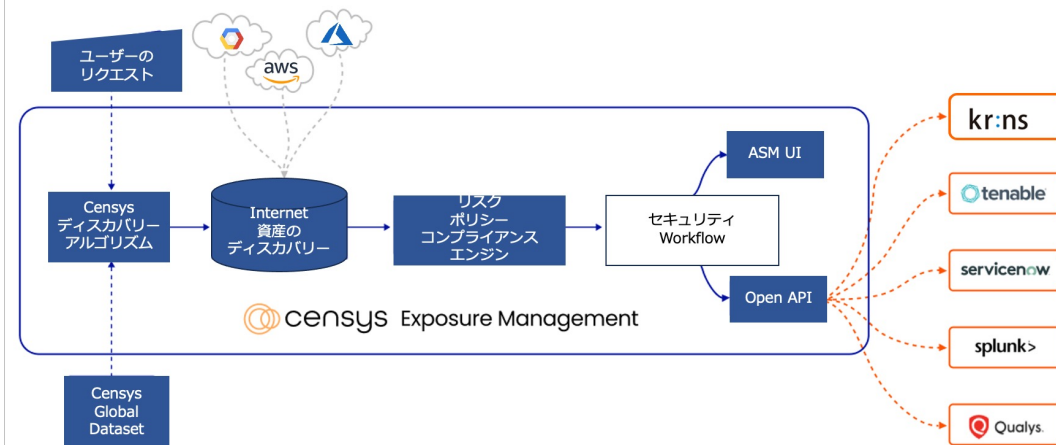 ユーザーの
リクエスト
aws
Censys
ディスカバリー
アルゴリズム
Internet
資産の
ディスカバリー
リスク
ポリシー
コンプライアンス
エンジン
セキュリティ
Workflow
ASM UI
Open API
censys Exposure Management
Censys
Global
Dataset
kr:ns
tenable
servicenow
splunk>
Qualys.